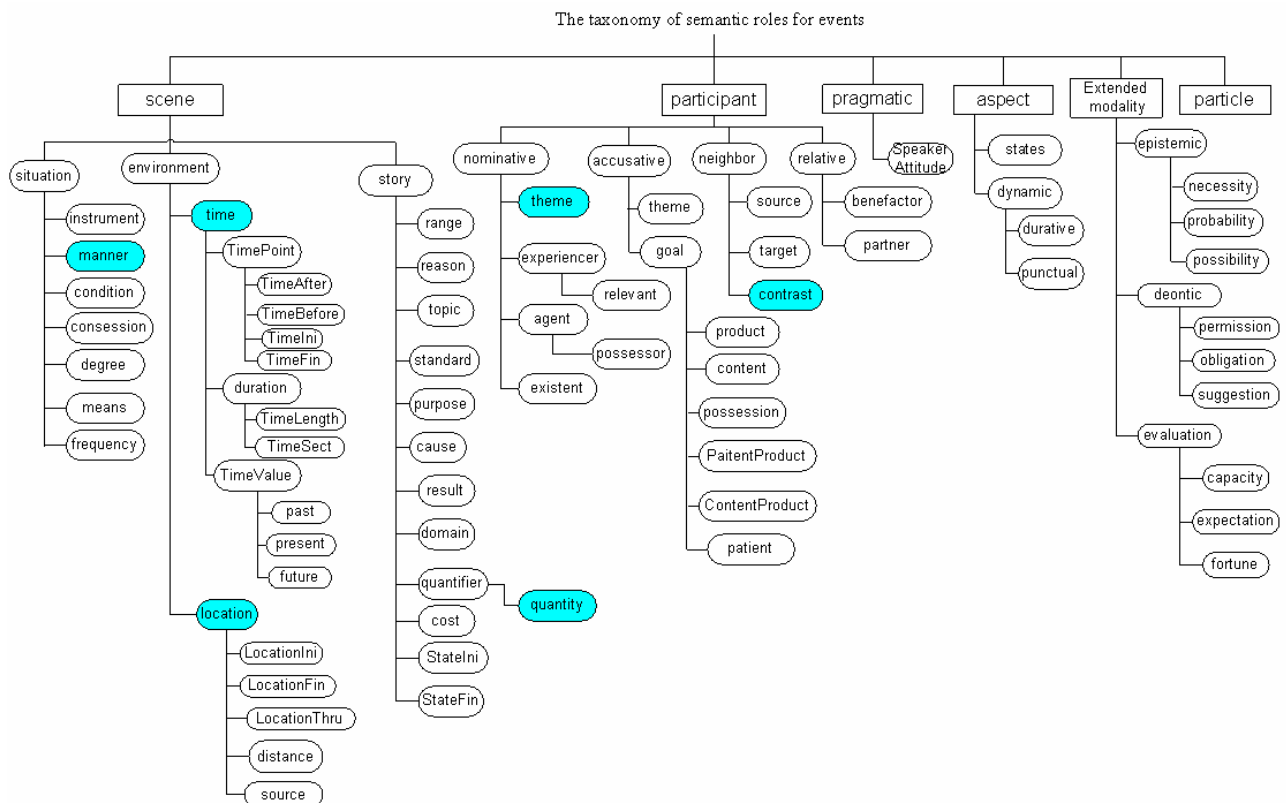 The taxonomy of semantic roles for events
scene
participant
pragmatic
aspect
Extended
modality
particle
situation
instrument
manner
condition
consession
degree
means
frequency
environment
time
TimePoint
TimeAfter
TimeBefore
TimeIni
TimeFin
duration
TimeLength
TimeSect
TimeValue
past
present
future
location
LocationIni
LocationFin
LocationThru
distance
source
story
range
reason
topic
standard
purpose
cause
result
domain
quantifier
quantity
cost
StateIni
StateFin
nominative
theme
experiencer
relevant
agent
possessor
existent
accusative
theme
goal
product
content
possession
PaitentProduct
ContentProduct
patient
neighbor
source
target
contrast
relative
benefactor
partner
Speaker
Attitude
states
dynamic
durative
punctual
epistemic
necessity
probability
possibility
deontic
permission
obligation
suggestion
evaluation
capacity
expectation
fortune